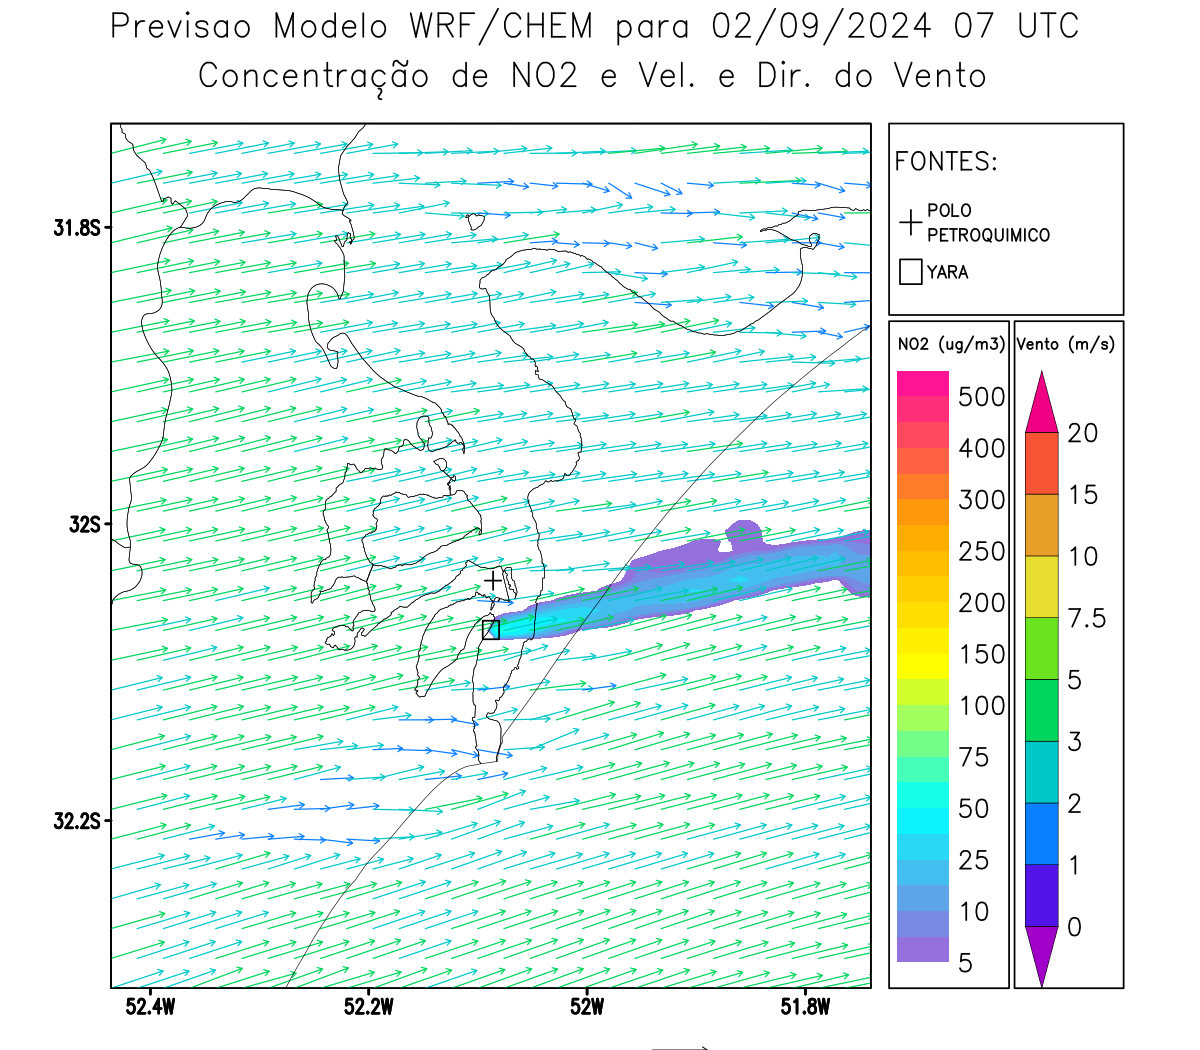 Previsao Modelo WRF/CHEM para 02/09/2024 07 UTC
Concentração de NO2 e Vel. e Dir. do Vento
FONTES:
POLO
PETROQUIMICO
YARA
NO2 (ug/m3)
500
400
300
250
200
150
100
75
50
25
10
5
Vento (m/s)
20
15
10
7.5
5
3
2
1
0
31.8S
32S
32.2S
52.4W
52.2W
52W
51.8W